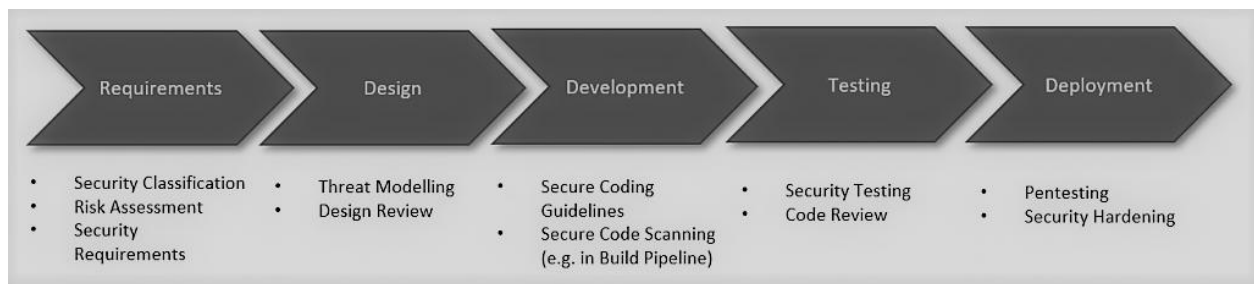 Requirements
Design
Development
Testing
Deployment
• Security Classification
• Risk Assessment
• Security
Requirements
• Threat Modelling
• Design Review
• Secure Coding
Guidelines
• Secure Code Scanning
(e.g. in Build Pipeline)
• Security Testing
• Code Review
• Pentesting
• Security Hardening